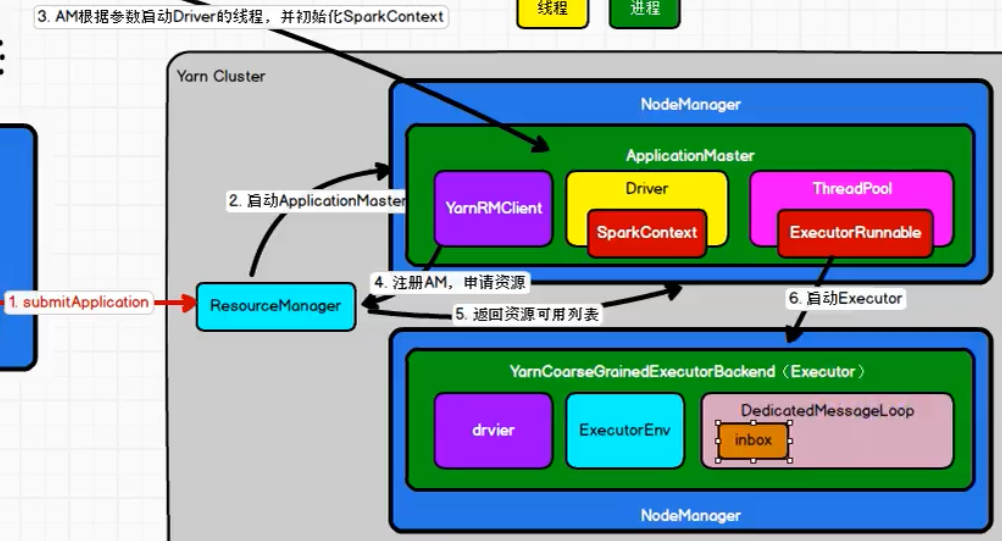 3. AM根据参数启动Driver的线程，并初始化SparkContext
线程
进程
Yarn Cluster
NodeManager
ApplicationMaster
YarnRMClient
Driver
SparkContext
ThreadPool
ExecutorRunnable
2. 启动ApplicationMaster
1. submitApplication
ResourceManager
4. 注册AM，申请资源
5. 返回资源可用列表
6. 启动Executor
YarnCoarseGrainedExecutorBackend（Executor）
drvier
ExecutorEnv
DedicatedMessageLoop
inbox
NodeManager